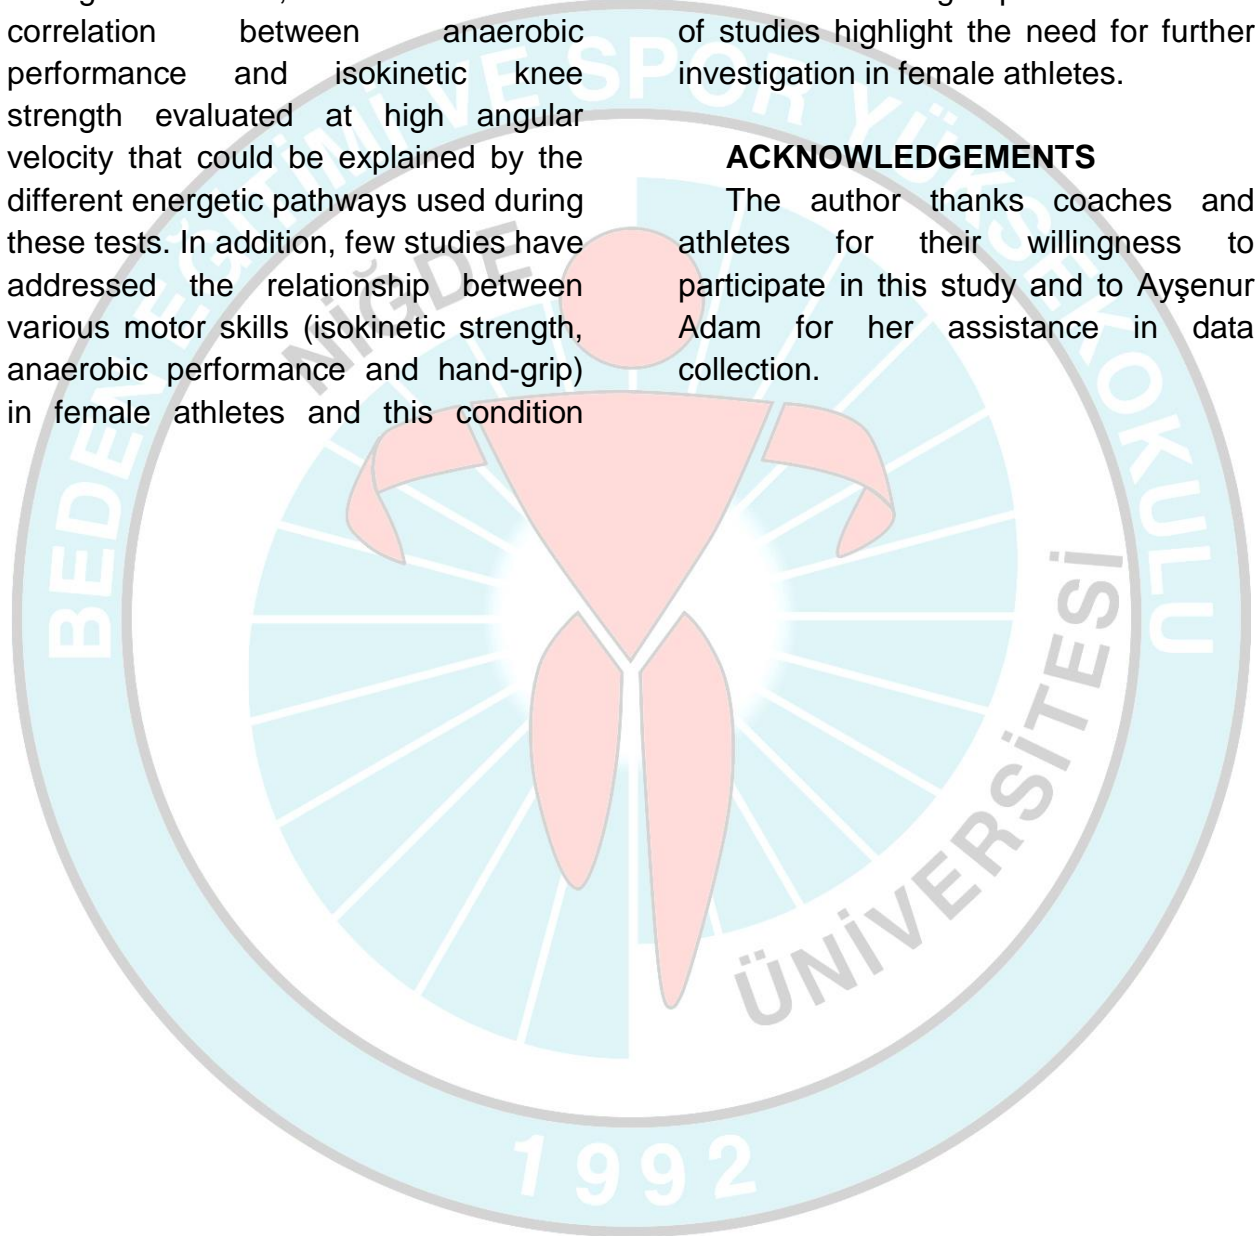 correlation between anaerobic
performance and isokinetic knee
strength evaluated at high angular
velocity that could be explained by the
different energetic pathways used during
these tests. In addition, few studies have
addressed the relationship between
various motor skills (isokinetic strength,
anaerobic performance and hand-grip)
in female athletes and this condition
of studies highlight the need for further
investigation in female athletes.
ACKNOWLEDGEMENTS
The author thanks coaches and
athletes for their willingness to
participate in this study and to Ayşenur
Adam for her assistance in data
collection.
BEDEN EĞİTİMİ VE SPOR YÜKSEKOKULU
NİĞDE
ÜNİVERSİTESİ
1992